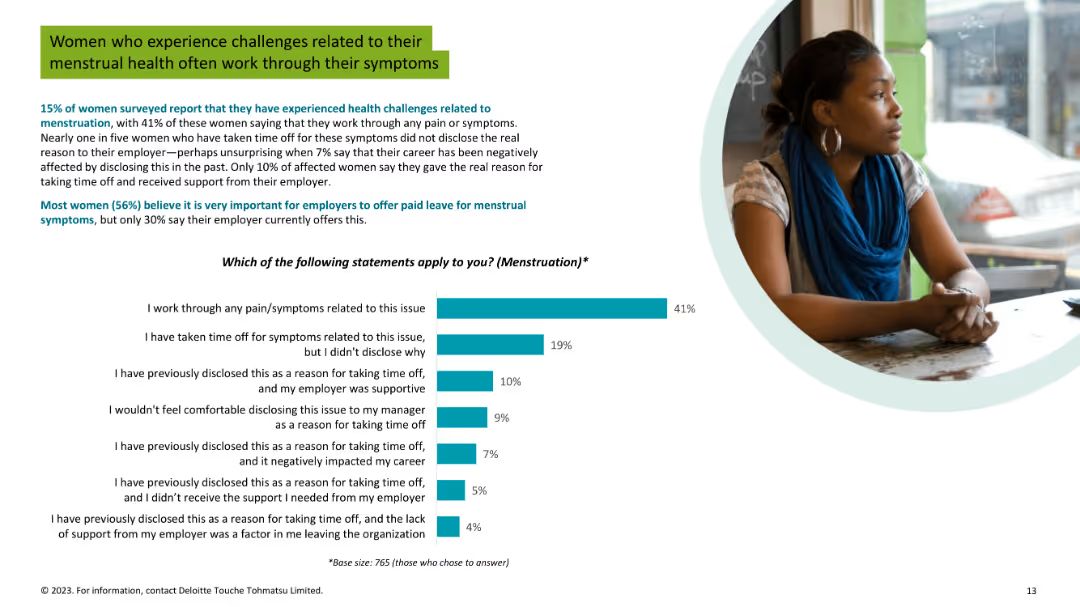 Women who experience challenges related to their
menstrual health often work through their symptoms
15% of women surveyed report that they have experienced health challenges related to
menstruation, with 41% of these women saying that they work through any pain or symptoms.
Nearly one in five women who have taken time off for these symptoms did not disclose the real
reason to their employer—perhaps unsurprising when 7% say that their career has been negatively
affected by disclosing this in the past. Only 10% of affected women say they gave the real reason for
taking time off and received support from their employer.
Most women (56%) believe it is very important for employers to offer paid leave for menstrual
symptoms, but only 30% say their employer currently offers this.
Which of the following statements apply to you? (Menstruation)*
I work through any pain/symptoms related to this issue
41%
I have taken time off for symptoms related to this issue,
but I didn't disclose why
19%
I have previously disclosed this as a reason for taking time off,
and my employer was supportive
10%
I wouldn't feel comfortable disclosing this issue to my manager
as a reason for taking time off
9%
I have previously disclosed this as a reason for taking time off,
and it negatively impacted my career
7%
I have previously disclosed this as a reason for taking time off,
and I didn’t receive the support I needed from my employer
5%
I have previously disclosed this as a reason for taking time off, and the lack
of support from my employer was a factor in me leaving the organization
4%
*Base size: 765 (those who chose to answer)
© 2023. For information, contact Deloitte Touche Tohmatsu Limited.
13